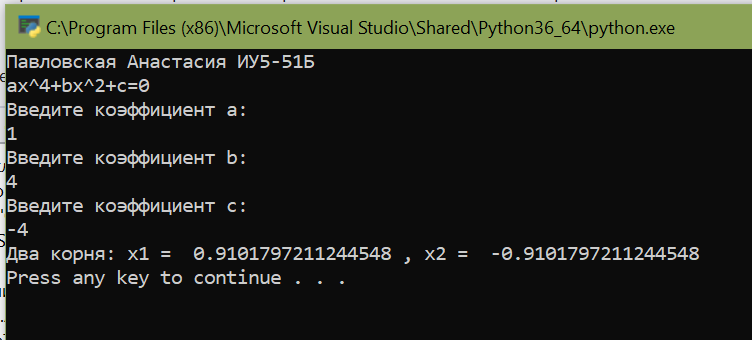 C:\Program Files (x86)\Microsoft Visual Studio\Shared\Python36_64\python.exe
Павловская Анастасия ИУ5-51Б
ax^4+bx^2+c=0
Введите коэффициент a:
1
Введите коэффициент b:
4
Введите коэффициент c:
-4
Два корня: x1 =  0.9101797211244548 , x2 =  -0.9101797211244548
Press any key to continue . . .